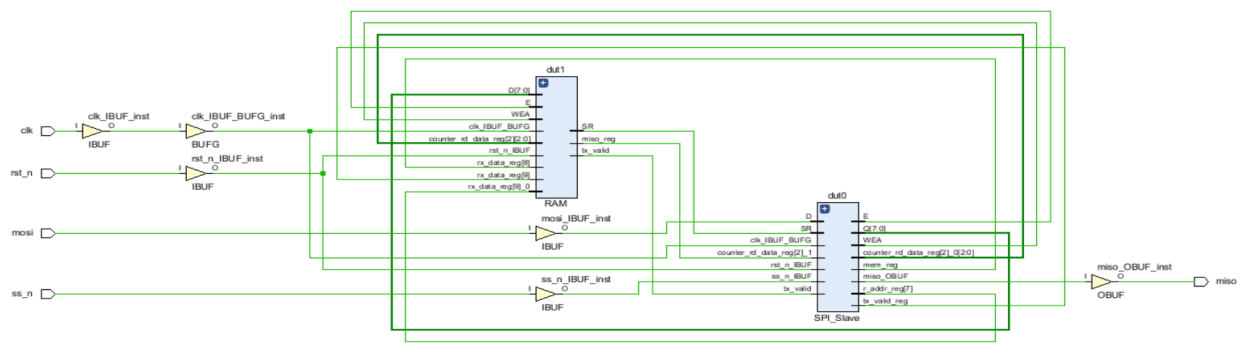 dut1
D[7:0]
E
WEA
clk_IBUF_BUFG
counter_rd_data_reg[2][2:0]
rst_n_IBUF
rx_data_reg[8]
rx_data_reg[9]
rx_data_reg[9]_0
SR
miso_reg
tx_valid
RAM
clk
clk_IBUF_inst
I
O
IBUF
clk_IBUF_BUFG_inst
I
O
BUFG
rst_n
rst_n_IBUF_inst
I
O
IBUF
mosi
mosi_IBUF_inst
I
O
IBUF
ss_n
ss_n_IBUF_inst
I
O
IBUF
dut0
D
SR
clk_IBUF_BUFG
counter_rd_data_reg[2]_1
rst_n_IBUF
ss_n_IBUF
tx_valid
E
Q[7:0]
WEA
counter_rd_data_reg[2]_0[2:0]
mem_reg
miso_OBUF
r_addr_reg[7]
tx_valid_reg
SPI_Slave
miso_OBUF_inst
I
O
OBUF
miso